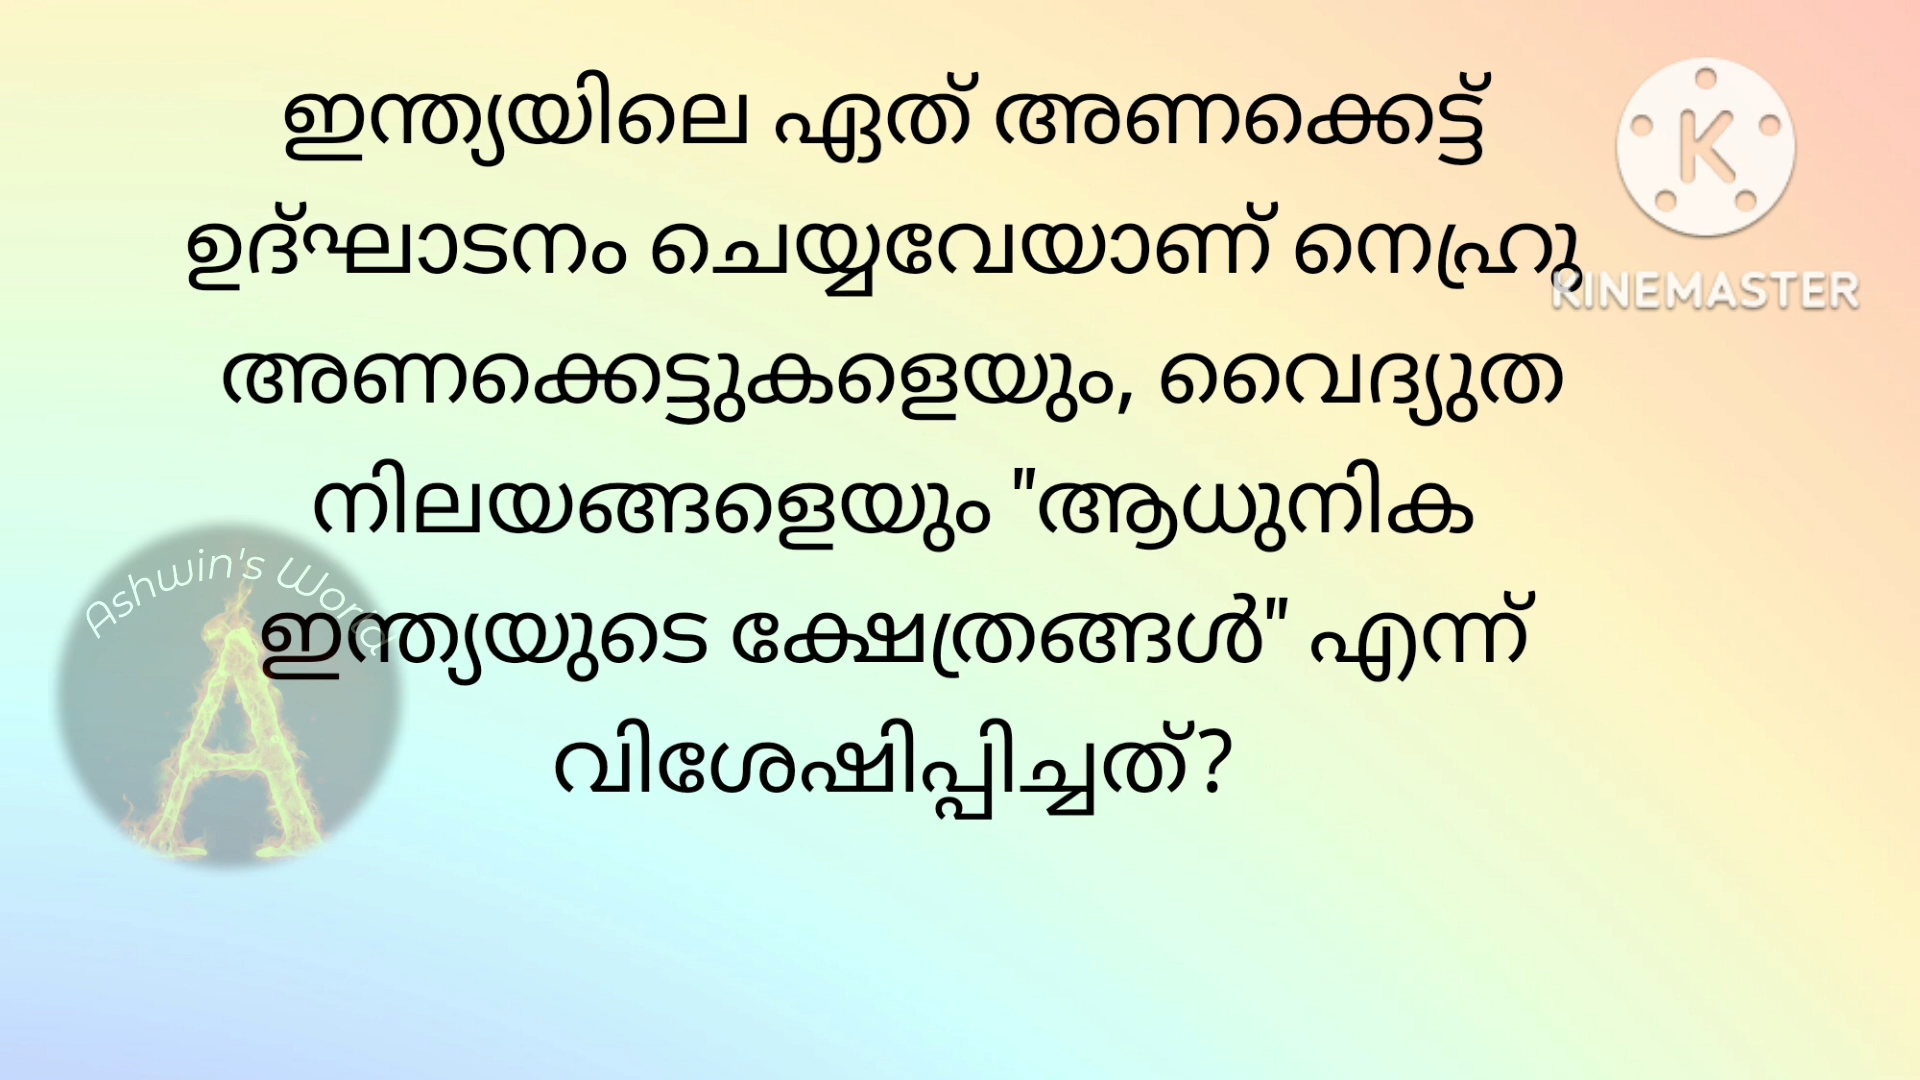 ഇന്ത്യയിലെ ഏത് അണക്കെട്ട്
ഉദ്ഘാടനം ചെയ്യവേയാണ് നെഹ്രു
അണക്കെട്ടുകളെയും, വൈദ്യുത
നിലയങ്ങളെയും "ആധുനിക
ഇന്ത്യയുടെ ക്ഷേത്രങ്ങൾ" എന്ന്
വിശേഷിപ്പിച്ചത്?
K
KINEMASTER
Ashwin's World
A